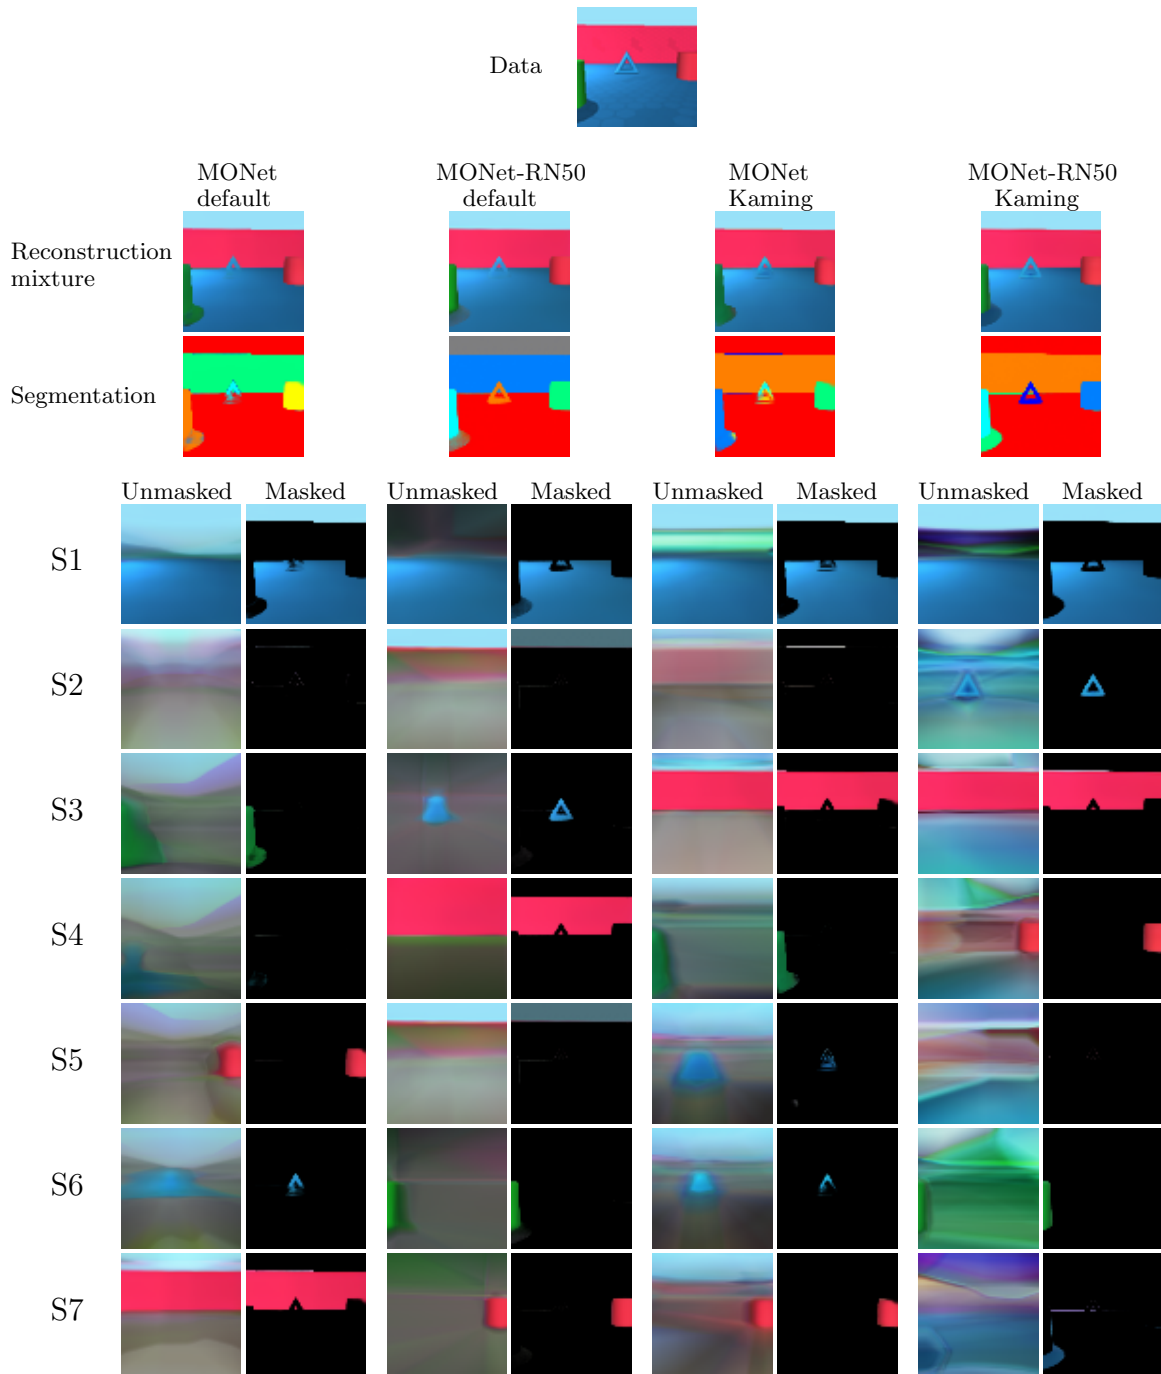 Data
MONet default
MONet-RN50 default
MONet Kaming
MONet-RN50 Kaming
Reconstruction mixture
Segmentation
Unmasked Masked Unmasked Masked Unmasked Masked Unmasked Masked
S1
S2
S3
S4
S5
S6
S7